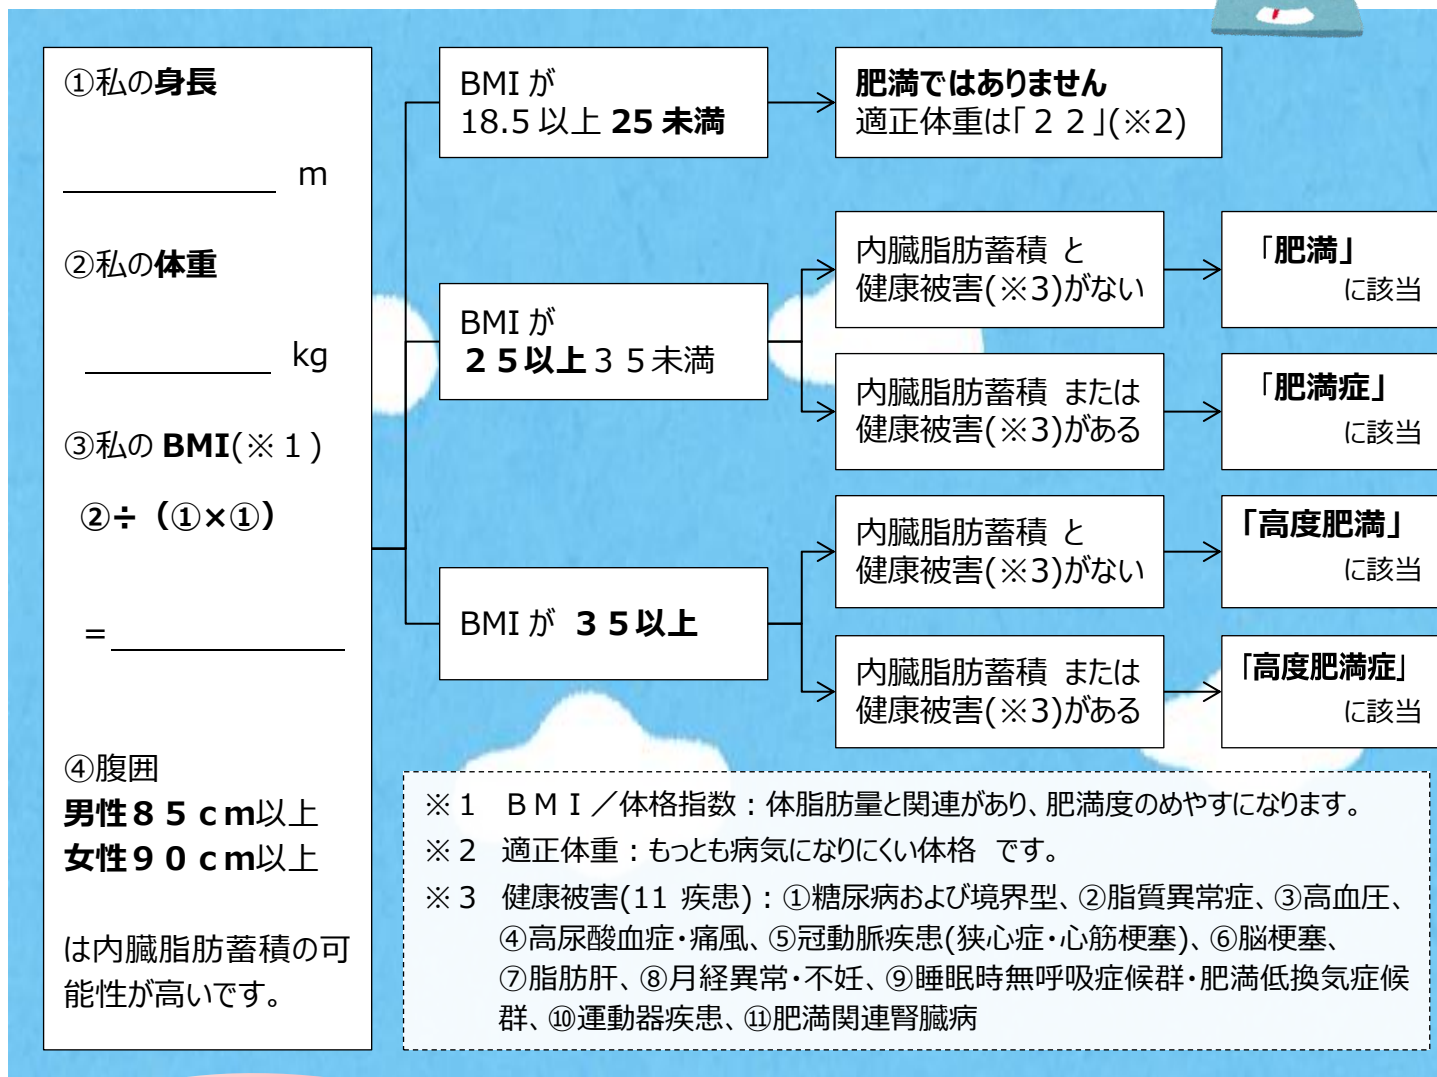 ①私の身長
m
②私の体重
kg
③私の BMI(※１)
②÷（①×①）
=
④腹囲
男性８５ｃｍ以上
女性９０ｃｍ以上
は内臓脂肪蓄積の可
能性が高いです。
BMI が
18.5 以上 25 未満
肥満ではありません
適正体重は「２２」(※2)
BMI が
２５以上３５未満
内臓脂肪蓄積 と
健康被害(※3)がない
「肥満」
に該当
内臓脂肪蓄積 または
健康被害(※3)がある
「肥満症」
に該当
BMI が ３５以上
内臓脂肪蓄積 と
健康被害(※3)がない
「高度肥満」
に該当
内臓脂肪蓄積 または
健康被害(※3)がある
「高度肥満症」
に該当
※１ ＢＭＩ／体格指数：体脂肪量と関連があり、肥満度のめやすになります。
※２ 適正体重：もっとも病気になりにくい体格 です。
※３ 健康被害(11 疾患)：①糖尿病および境界型、②脂質異常症、③高血圧、
④高尿酸血症・痛風、⑤冠動脈疾患(狭心症・心筋梗塞)、⑥脳梗塞、
⑦脂肪肝、⑧月経異常・不妊、⑨睡眠時無呼吸症候群・肥満低換気症候
群、⑩運動器疾患、⑪肥満関連腎臓病